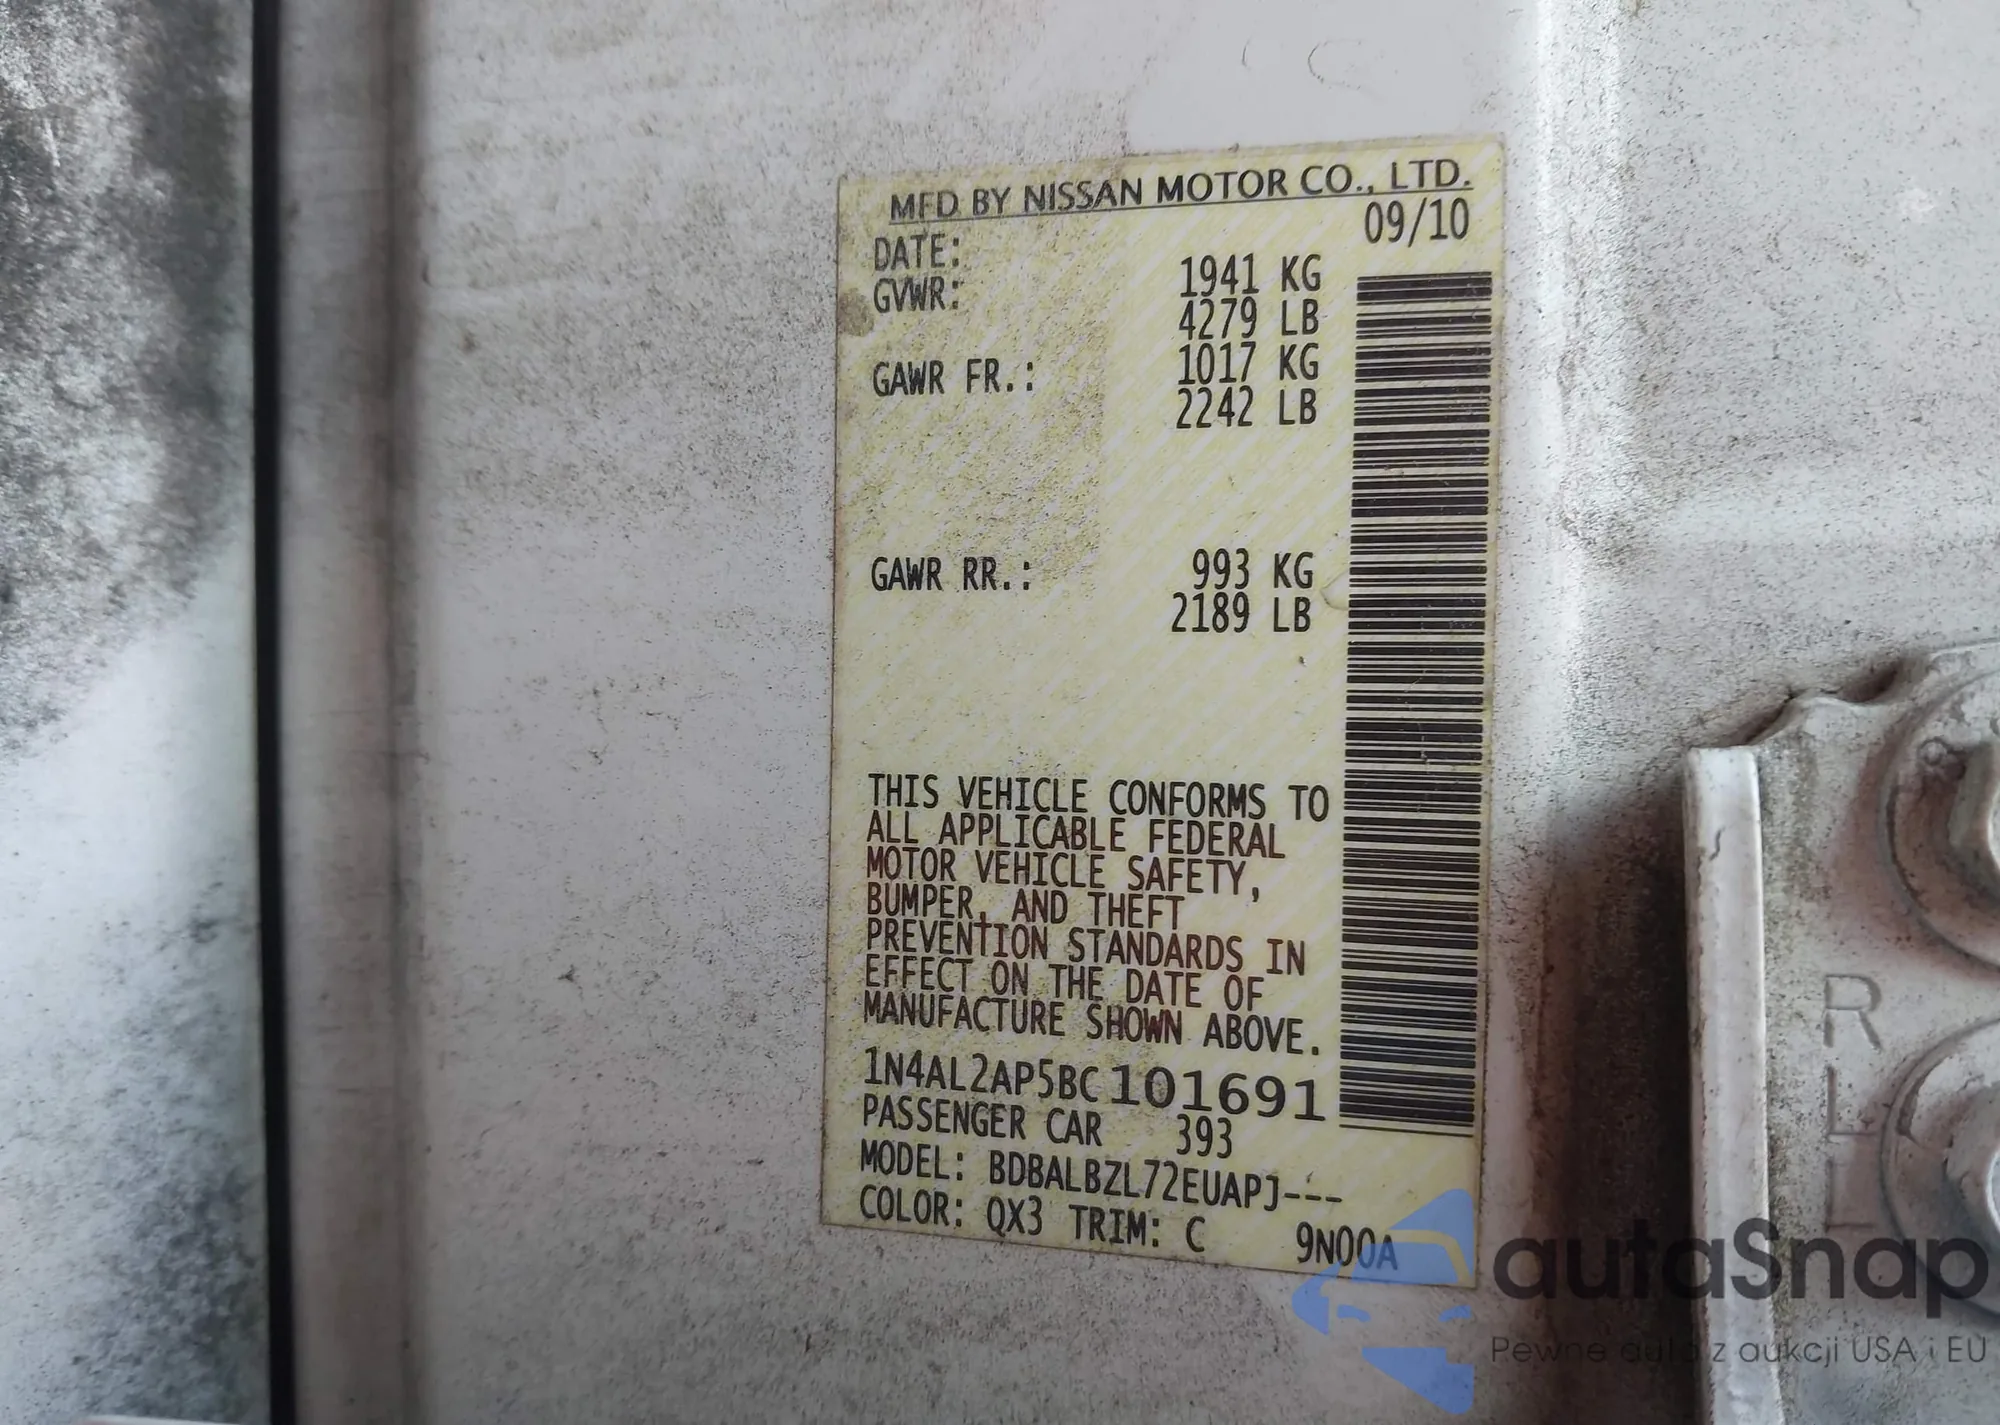 MFD BY NISSAN MOTOR CO., LTD.
DATE: 09/10
GVWR: 1941 KG
4279 LB
GAWR FR.: 1017 KG
2242 LB
GAWR RR.: 993 KG
2189 LB
THIS VEHICLE CONFORMS TO
ALL APPLICABLE FEDERAL
MOTOR VEHICLE SAFETY,
BUMPER, AND THEFT
PREVENTION STANDARDS IN
EFFECT ON THE DATE OF
MANUFACTURE SHOWN ABOVE.
1N4AL2AP5BC101691
PASSENGER CAR 393
MODEL: BDBALBZL72EUAPJ---
COLOR: QX3 TRIM: C 9N00A
autaSnap
Pewne auta z aukcji USA i EU